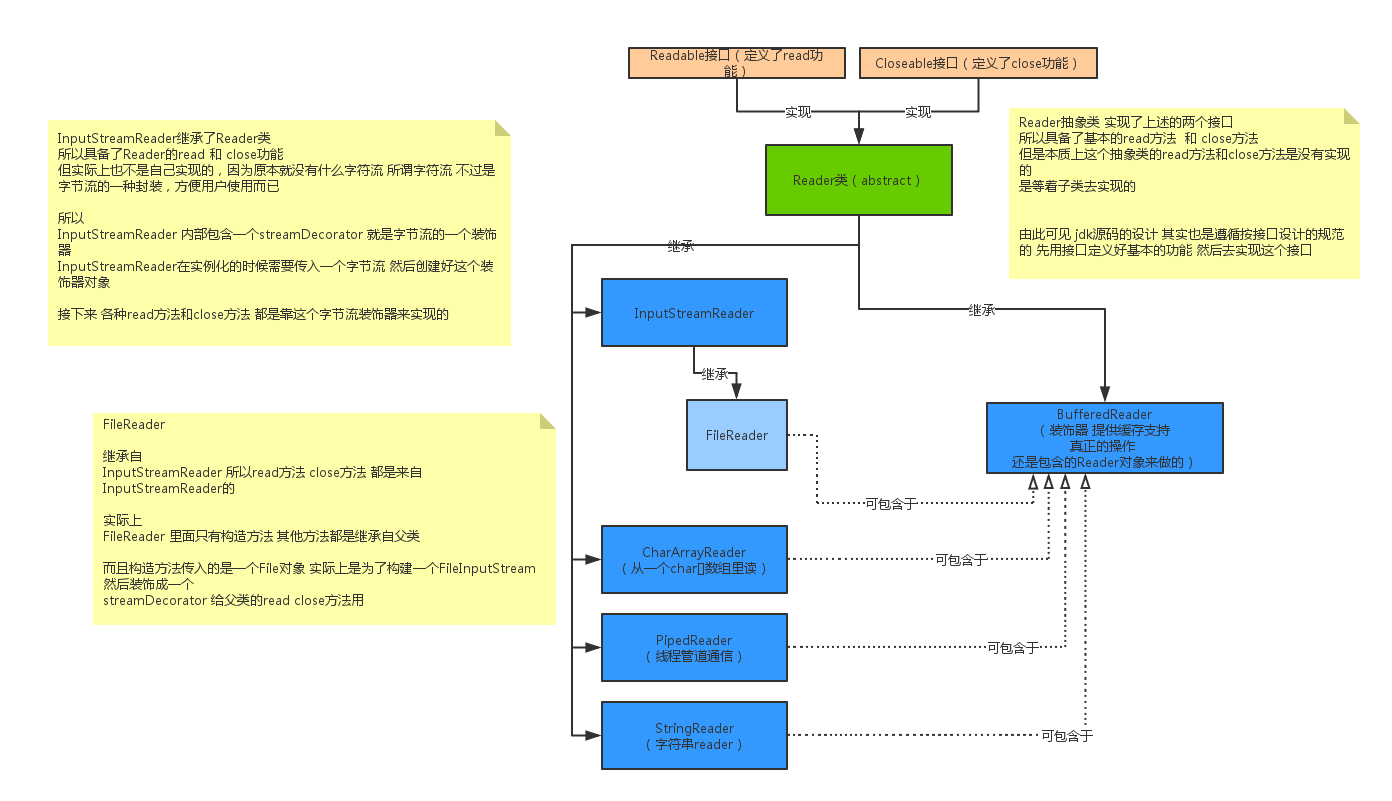 Readable接口（定义了read功
能）
Closeable接口（定义了close功能）
实现
实现
InputStreamReader继承了Reader类
所以具备了Reader的read 和 close功能
但实际上也不是自己实现的，因为原本就没有什么字符流 所谓字符流 不过是
字节流的一种封装，方便用户使用而已
所以
InputStreamReader 内部包含一个streamDecorator 就是字节流的一个装饰
器
InputStreamReader在实例化的时候需要传入一个字节流 然后创建好这个装
饰器对象
接下来 各种read方法和close方法 都是靠这个字节流装饰器来实现的
Reader抽象类 实现了上述的两个接口
所以具备了基本的read方法  和 close方法
但是本质上这个抽象类的read方法和close方法是没有实现
的
是等着子类去实现的
由此可见 jdk源码的设计 其实也是遵循按接口设计的规范
的 先用接口定义好基本的功能 然后去实现这个接口
Reader类（abstract）
继承
InputStreamReader
继承
继承
FileReader
BufferedReader
（装饰器 提供缓存支持
真正的操作
还是包含的Reader对象来做的）
FileReader
继承自
InputStreamReader 所以read方法 close方法 都是来自
InputStreamReader的
实际上
FileReader 里面只有构造方法 其他方法都是继承自父类
而且构造方法传入的是一个File对象 实际上是为了构建一个FileInputStream
然后装饰成一个
streamDecorator 给父类的read close方法用
可包含于
CharArrayReader
（从一个char[]数组里读）
可包含于
PipedReader
（线程管道通信）
可包含于
StringReader
（字符串reader）
可包含于